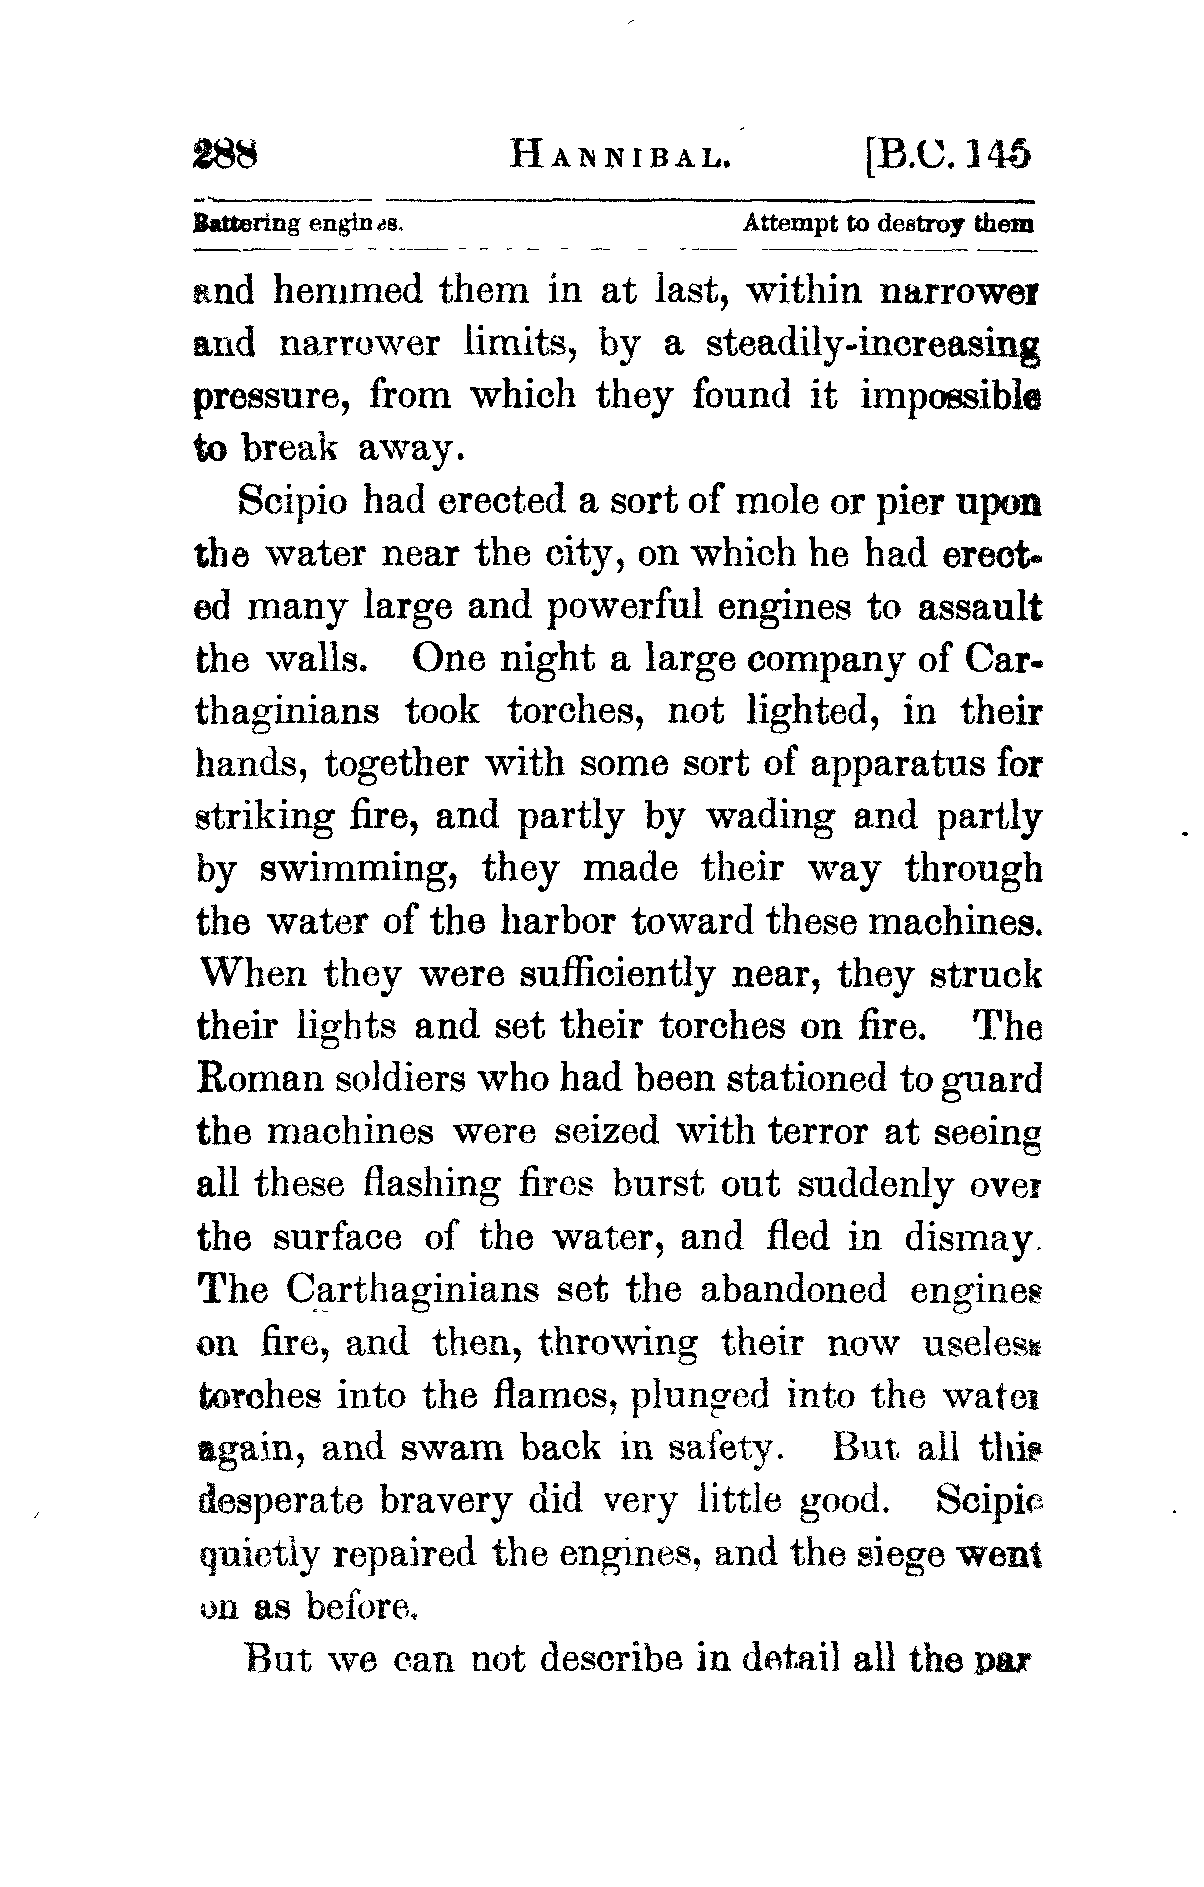 288 HANNIBAL. [B.C. 145
Battering engines. Attempt to destroy them
and hemmed them in at last, within narrower
and narrower limits, by a steadily-increasing
pressure, from which they found it impossible
to break away.
Scipio had erected a sort of mole or pier upon
the water near the city, on which he had erect-
ed many large and powerful engines to assault
the walls. One night a large company of Car-
thaginians took torches, not lighted, in their
hands, together with some sort of apparatus for
striking fire, and partly by wading and partly
by swimming, they made their way through
the water of the harbor toward these machines.
When they were sufficiently near, they struck
their lights and set their torches on fire. The
Roman soldiers who had been stationed to guard
the machines were seized with terror at seeing
all these flashing fires burst out suddenly over
the surface of the water, and fled in dismay.
The Carthaginians set the abandoned engines
on fire, and then, throwing their now useless
torches into the flames, plunged into the water
again, and swam back in safety. But all this
desperate bravery did very little good. Scipio
quietly repaired the engines, and the siege went
on as before.
But we can not describe in detail all the par